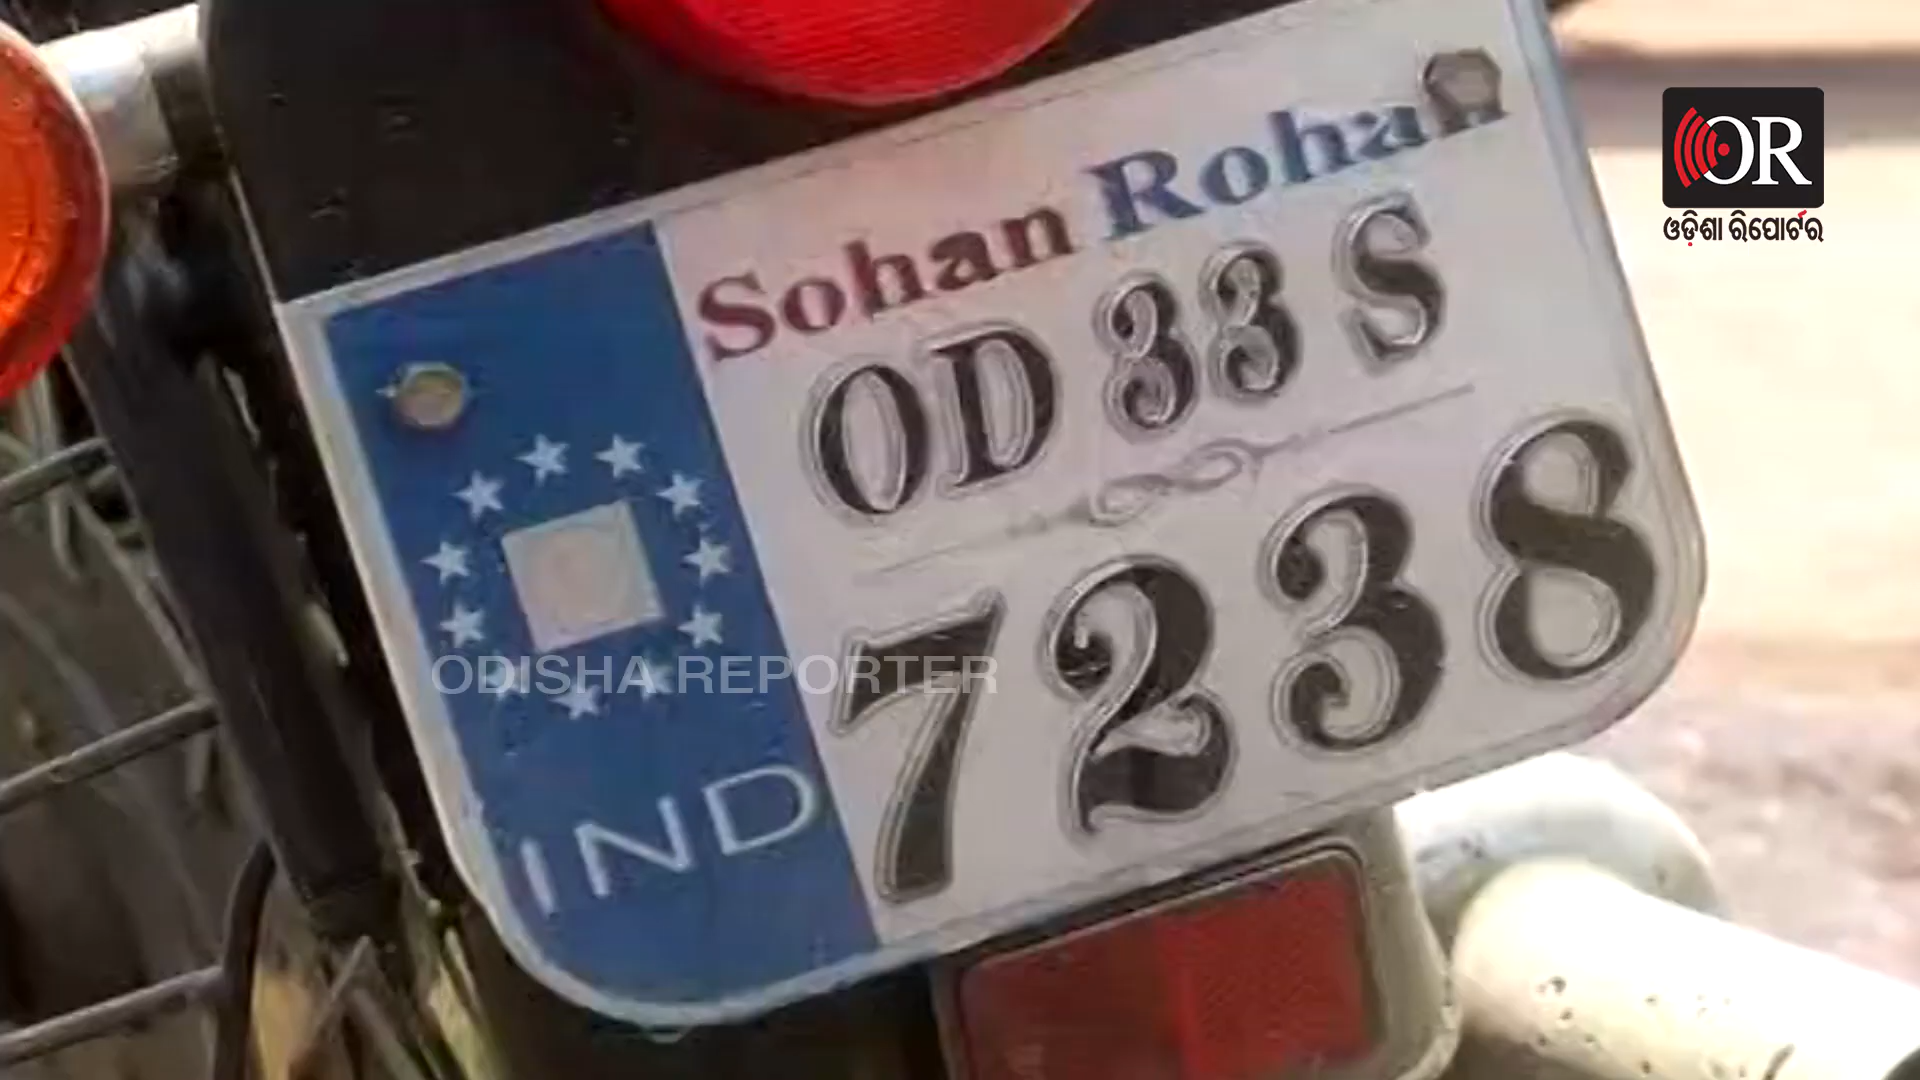 OR
ଓଡ଼ିଶା ରିପୋର୍ଟର
Sohan Rohan
OD 33 S
7238
IND
ODISHA REPORTER